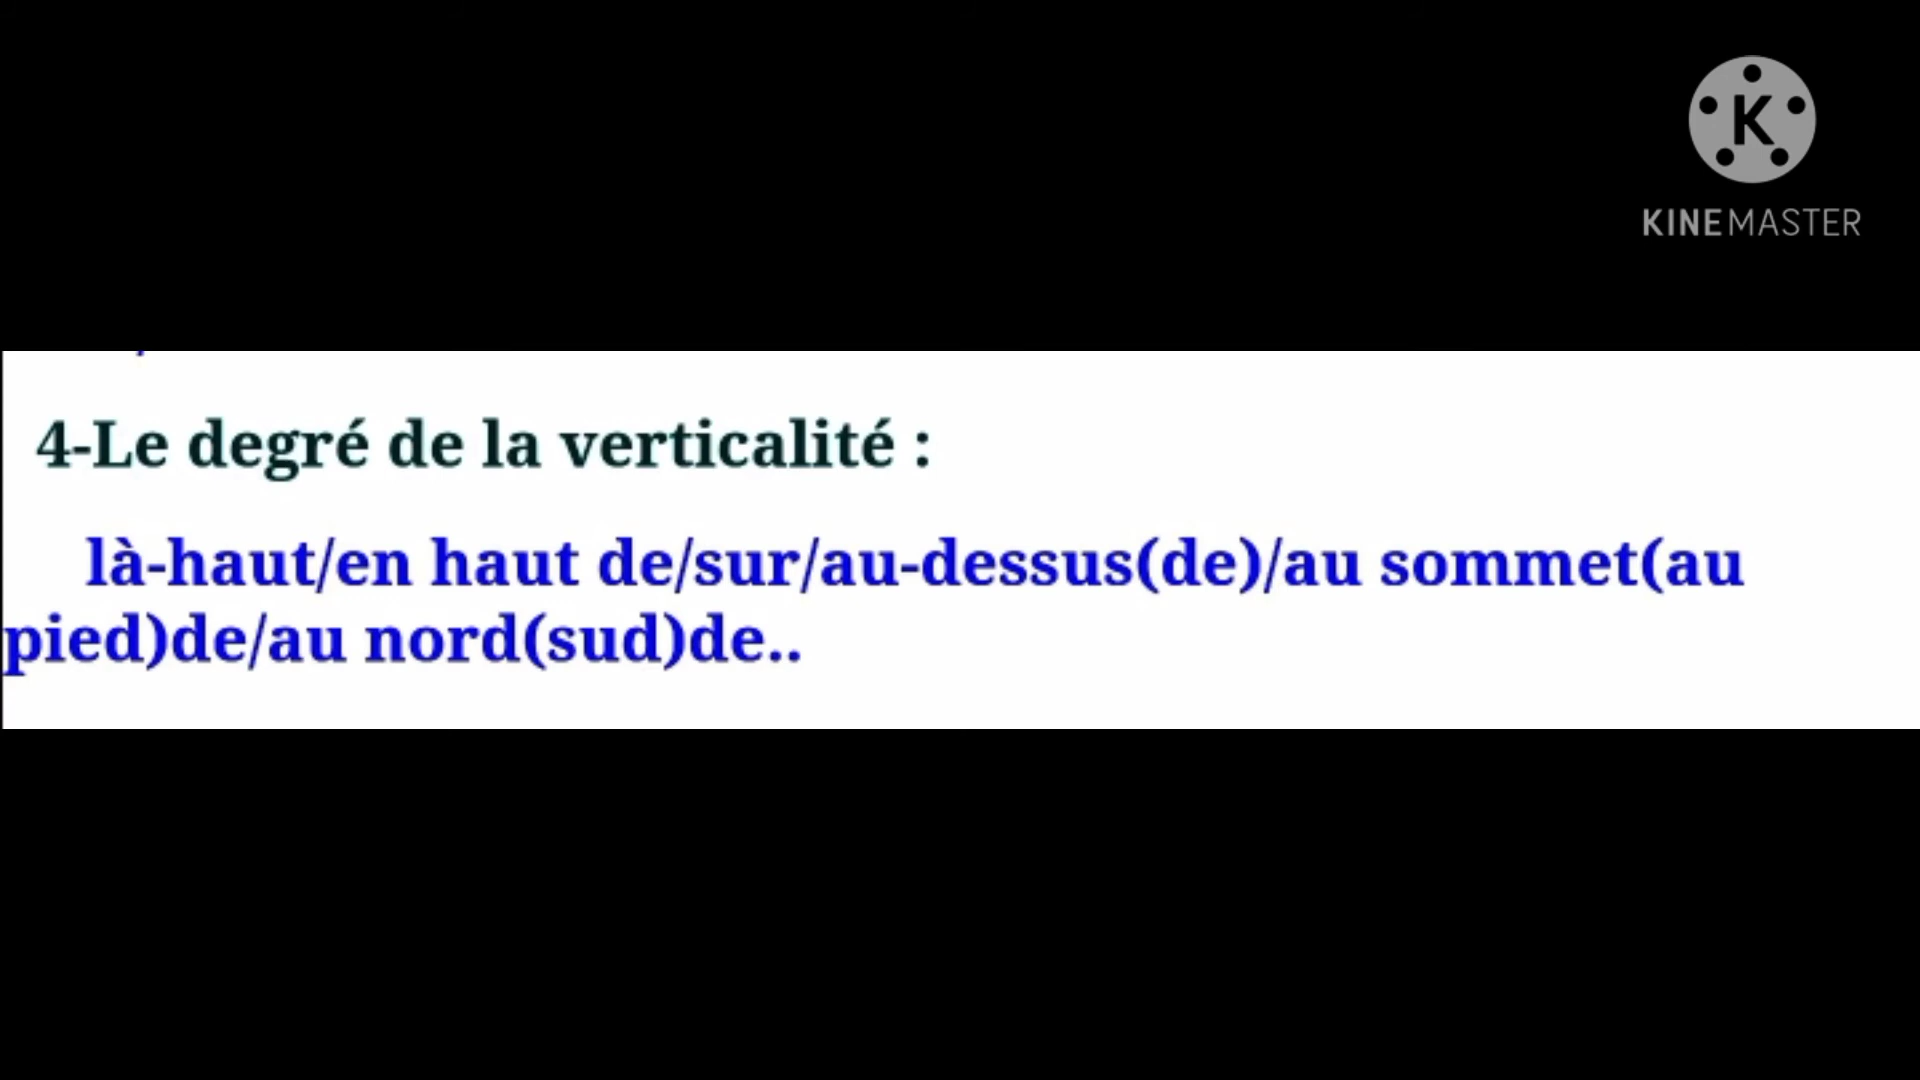 K
KINEMASTER
4-Le degré de la verticalité :
là-haut/en haut de/sur/au-dessus(de)/au sommet(au
pied)de/au nord(sud)de..